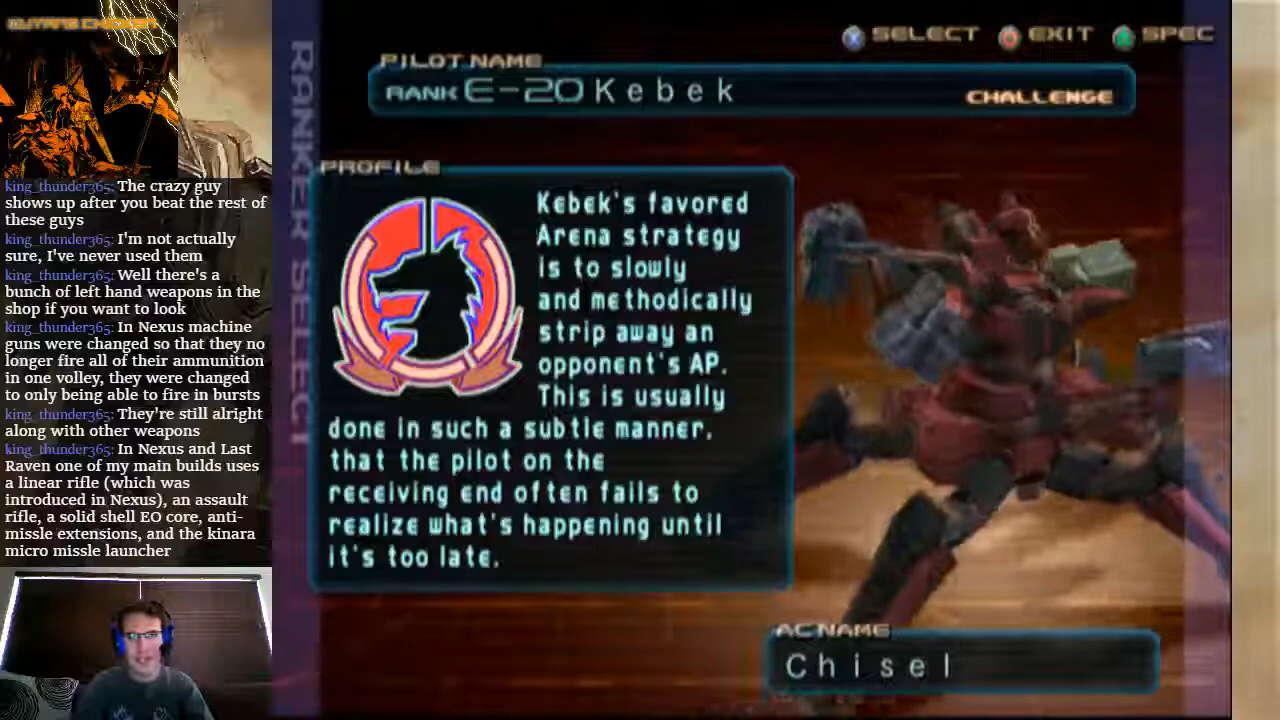 MUTANT CHICKEN
king_thunder365: The crazy guy
shows up after you beat the rest of
these guys
king_thunder365: I'm not actually
sure, I've never used them
king_thunder365: Well there's a
bunch of left hand weapons in the
shop if you want to look
king_thunder365: In Nexus machine
guns were changed so that they no
longer fire all of their ammunition
in one volley, they were changed
to only being able to fire in bursts
king_thunder365: They're still alright
along with other weapons
king_thunder365: In Nexus and Last
Raven one of my main builds uses
a linear rifle (which was
introduced in Nexus), an assault
rifle, a solid shell EO core, anti-
missle extensions, and the kinara
micro missle launcher
RANKER SELECT
SELECT EXIT SPEC
PILOT NAME
RANK E-20 Kebek
CHALLENGE
PROFILE
Kebek's favored
Arena strategy
is to slowly
and methodically
strip away an
opponent's AP.
This is usually
done in such a subtle manner.
that the pilot on the
receiving end often fails to
realize what's happening until
it's too late.
AC NAME
Chisel